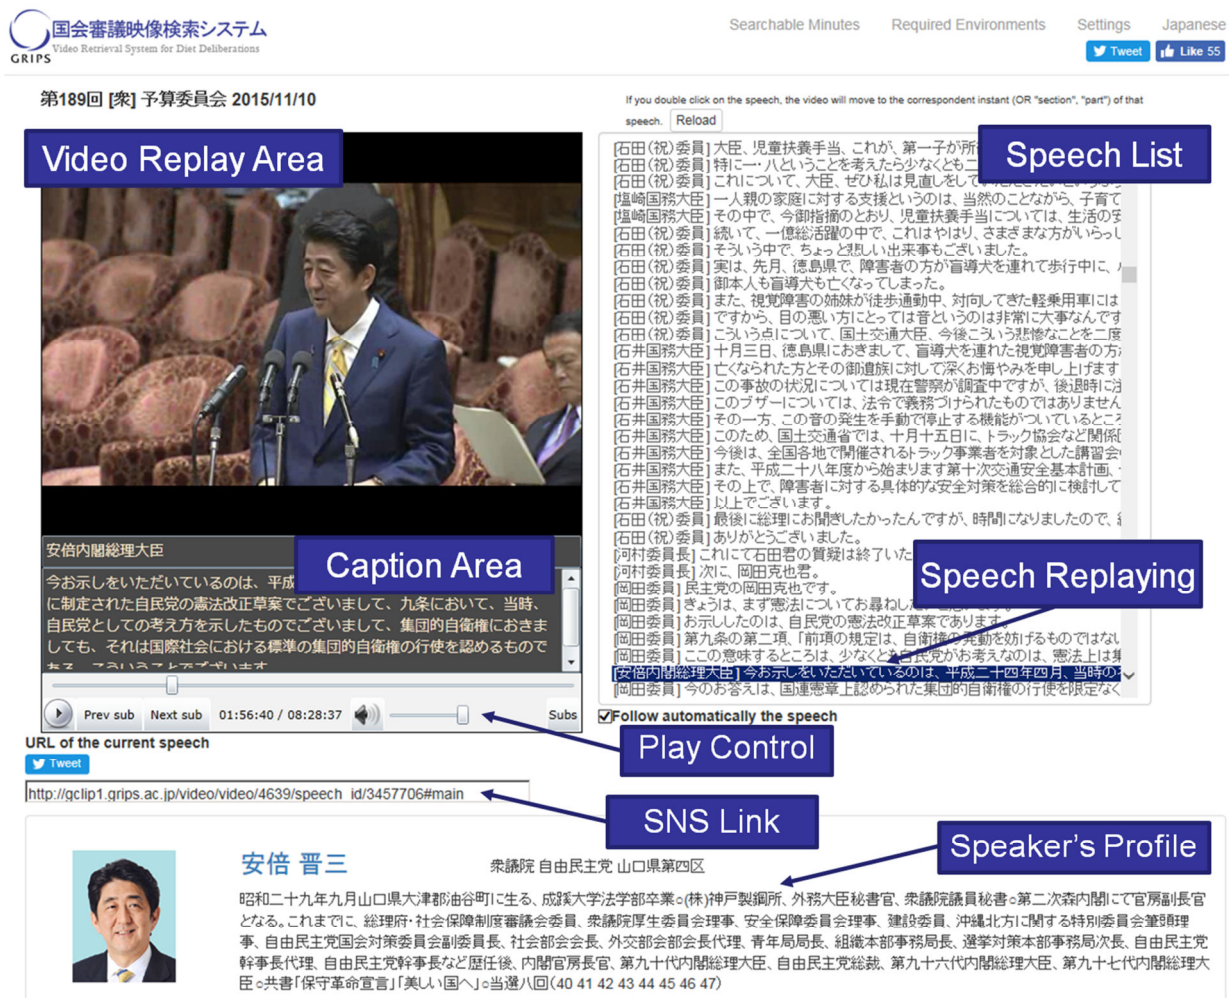 国会審議映像検索システム
Video Retrieval System for Diet Deliberations
GRIPS
Searchable Minutes Required Environments Settings Japanese
Tweet Like 55
第189回 [衆] 予算委員会 2015/11/10
If you double click on the speech, the video will move to the correspondent instant (OR "section", "part") of that
speech. Reload
Video Replay Area
Speech List
[石田(祝)委員] 大臣、児童扶養手当、これが、第一子が所
[石田(祝)委員] 特に一・八ということを考えたら少なくとも二
[石田(祝)委員] これについて、大臣、ぜひ私は見直しをして
[塩崎国務大臣] 一人親の家庭に対する支援というのは、当然のことながら、子育て
[塩崎国務大臣] その中で、今御指摘のとおり、児童扶養手当については、生活の安
[石田(祝)委員] 続いて、一億総活躍の中で、これはやはり、さまざまな方がいらっし
[石田(祝)委員] そういう中で、ちょっと悲しい出来事もございました。
[石田(祝)委員] 実は、先月、徳島県で、障害者の方が盲導犬を連れて歩行中に、
[石田(祝)委員] 御本人も盲導犬も亡くなってしまった。
[石田(祝)委員] また、視覚障害の姉妹が徒歩通勤中、対向してきた軽乗用車には
[石田(祝)委員] ですから、目の悪い方にとっては音というのは非常に大事なんです
[石田(祝)委員] こういう点について、国土交通大臣、今後こういう悲惨なことを二度
[石井国務大臣] 十月三日、徳島県におきまして、盲導犬を連れた視覚障害者の方
[石井国務大臣] 亡くなられた方とその御遺族に対して深くお悔やみを申し上げます
[石井国務大臣] この事故の状況については現在警察が調査中ですが、後退時に注
[石井国務大臣] このブザーについては、法令で義務づけられたものではありません
[石井国務大臣] その一方、この音の発生を手動で停止する機能がついているところ
[石井国務大臣] このため、国土交通省では、十月十五日に、トラック協会など関係
[石井国務大臣] 今後は、全国各地で開催されるトラック事業者を対象とした講習会
[石井国務大臣] また、平成二十八年度から始まります第十次交通安全基本計画、
[石井国務大臣] その上で、障害者に対する具体的な安全対策を総合的に検討して
[石井国務大臣] 以上でございます。
[石田(祝)委員] 最後に総理にお聞きしたかったんですが、時間になりましたので、
[石田(祝)委員] ありがとうございました。
[河村委員長] これにて石田君の質疑は終了いた
[河村委員長] 次に、岡田克也君。
[岡田委員] 民主党の岡田克也です。
[岡田委員] きょうは、まず憲法についてお尋ねし
[岡田委員] お示ししたのは、自民党の憲法改正草案であります。
[岡田委員] 第九条の第二項、「前項の規定は、自衛権の発動を妨げるものではない
[岡田委員] ここの意味するところは、少なくとも自民党がお考えなのは、憲法上は集
[安倍内閣総理大臣] 今お示しをいただいているのは、平成二十四年四月、当時の
[岡田委員] 今のお答えは、国連憲章上認められた集団的自衛権の行使を限定なく
Speech Replaying
安倍内閣総理大臣
Caption Area
今お示しをいただいているのは、平成
に制定された自民党の憲法改正草案でございまして、九条において、当時、
自民党としての考え方を示したものでございまして、集団的自衛権におきま
しても、それは国際社会における標準の集団的自衛権の行使を認めるもので
ある、こういうことでございます。
Prev sub Next sub 01:56:40 / 08:28:37 Subs
Follow automatically the speech
Play Control
URL of the current speech
Tweet
http://gclip1.grips.ac.jp/video/video/4639/speech_id/3457706#main
SNS Link
Speaker's Profile
安倍 晋三
衆議院 自由民主党 山口県第四区
昭和二十九年九月山口県大津郡油谷町に生る、成蹊大学法学部卒業○(株)神戸製鋼所、外務大臣秘書官、衆議院議員秘書○第二次森内閣にて官房副長官
となる。これまでに、総理府・社会保障制度審議会委員、衆議院厚生委員会理事、安全保障委員会理事、建設委員、沖縄北方に関する特別委員会筆頭理
事、自由民主党国会対策委員会副委員長、社会部会会長、外交部会部会長代理、青年局局長、組織本部事務局長、選挙対策本部事務局次長、自由民主党
幹事長代理、自由民主党幹事長など歴任後、内閣官房長官、第九十代内閣総理大臣、自由民主党総裁、第九十六代内閣総理大臣、第九十七代内閣総理大
臣○共書「保守革命宣言」「美しい国へ」○当選八回(40 41 42 43 44 45 46 47)